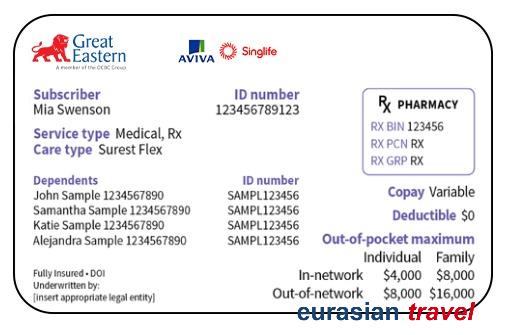 Great
Eastern
A member of the OCBC Group
AVIVA Singlife
Subscriber ID number
Mia Swenson 123456789123
Service type Medical, Rx
Care type Surest Flex
Rx PHARMACY
RX BIN 123456
RX PCN RX
RX GRP RX
Dependents ID number
John Sample 1234567890 SAMPL123456
Samantha Sample 1234567890 SAMPL123456
Katie Sample 1234567890 SAMPL123456
Alejandra Sample 1234567890 SAMPL123456
Copay Variable
Deductible $0
Out-of-pocket maximum
Individual Family
In-network $4,000 $8,000
Out-of-network $8,000 $16,000
Fully Insured • DOI
Underwritten by:
[insert appropriate legal entity]
eurasian travel